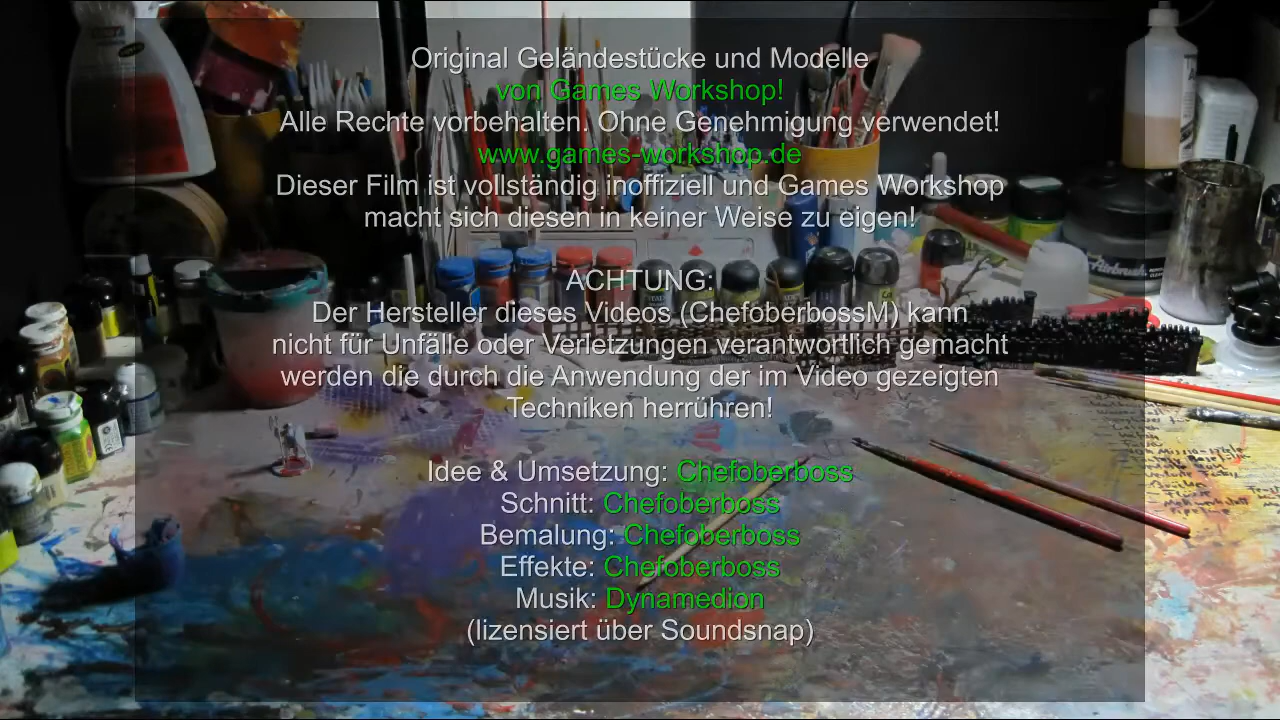 Original Geländestücke und Modelle
von Games Workshop!
Alle Rechte vorbehalten. Ohne Genehmigung verwendet!
www.games-workshop.de
Dieser Film ist vollständig inoffiziell und Games Workshop
macht sich diesen in keiner Weise zu eigen!
ACHTUNG:
Der Hersteller dieses Videos (ChefoberbossM) kann
nicht für Unfälle oder Verletzungen verantwortlich gemacht
werden die durch die Anwendung der im Video gezeigten
Techniken herrühren!
Idee & Umsetzung: Chefoberboss
Schnitt: Chefoberboss
Bemalung: Chefoberboss
Effekte: Chefoberboss
Musik: Dynamedion
(lizensiert über Soundsnap)
Airbrush